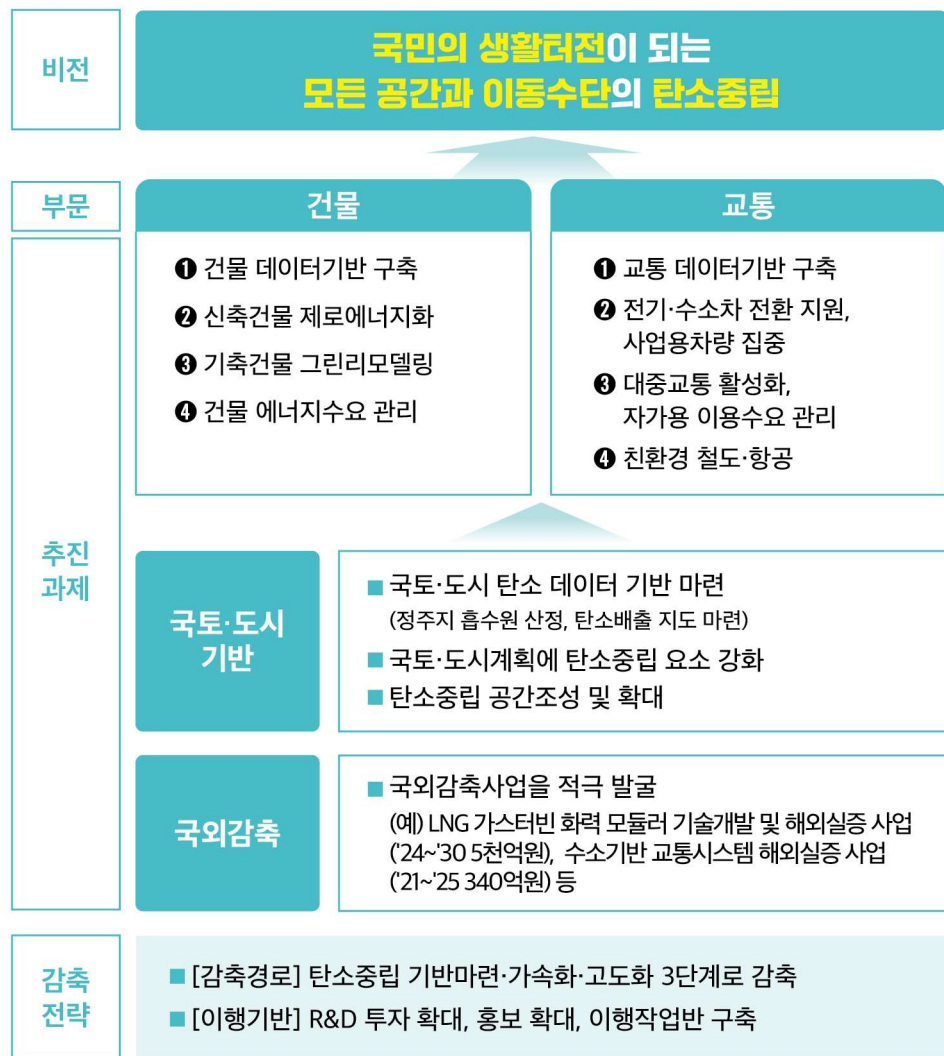 비전
국민의 생활터전이 되는
모든 공간과 이동수단의 탄소중립
부문
건물
교통
추진
과제
❶ 건물 데이터기반 구축
❷ 신축건물 제로에너지화
❸ 기축건물 그린리모델링
❹ 건물 에너지수요 관리
❶ 교통 데이터기반 구축
❷ 전기·수소차 전환 지원,
사업용차량 집중
❸ 대중교통 활성화,
자가용 이용수요 관리
❹ 친환경 철도·항공
국토·도시
기반
■ 국토·도시 탄소 데이터 기반 마련
(정주지 흡수원 산정, 탄소배출 지도 마련)
■ 국토·도시계획에 탄소중립 요소 강화
■ 탄소중립 공간조성 및 확대
국외감축
■ 국외감축사업을 적극 발굴
(예) LNG 가스터빈 화력 모듈러 기술개발 및 해외실증 사업
('24~'30 5천억원), 수소기반 교통시스템 해외실증 사업
('21~'25 340억원) 등
감축
전략
■ [감축경로] 탄소중립 기반마련·가속화·고도화 3단계로 감축
■ [이행기반] R&D 투자 확대, 홍보 확대, 이행작업반 구축